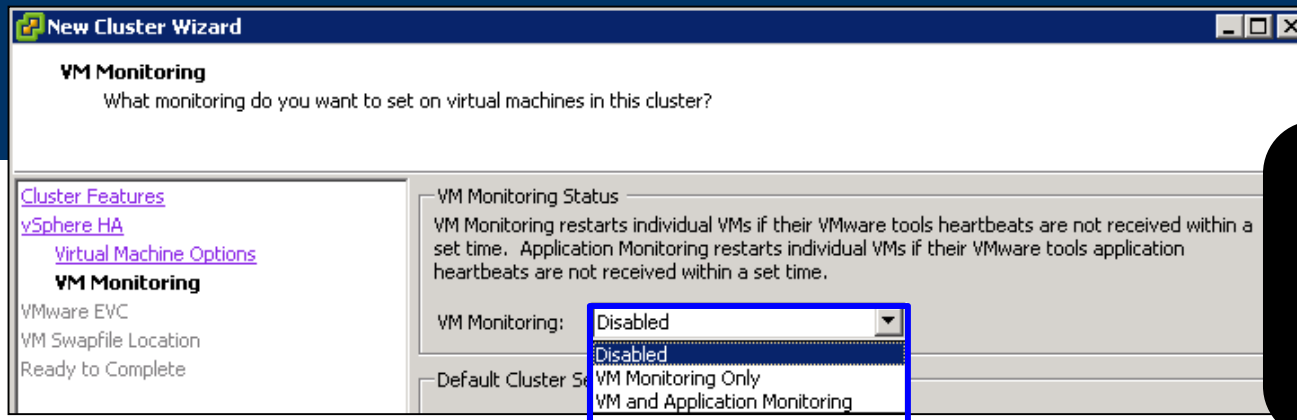 New Cluster Wizard
VM Monitoring
What monitoring do you want to set on virtual machines in this cluster?
Cluster Features
vSphere HA
Virtual Machine Options
VM Monitoring
VMware EVC
VM Swapfile Location
Ready to Complete
VM Monitoring Status
VM Monitoring restarts individual VMs if their VMware tools heartbeats are not received within a
set time. Application Monitoring restarts individual VMs if their VMware tools application
heartbeats are not received within a set time.
VM Monitoring: Disabled
Disabled
VM Monitoring Only
VM and Application Monitoring
Default Cluster Se